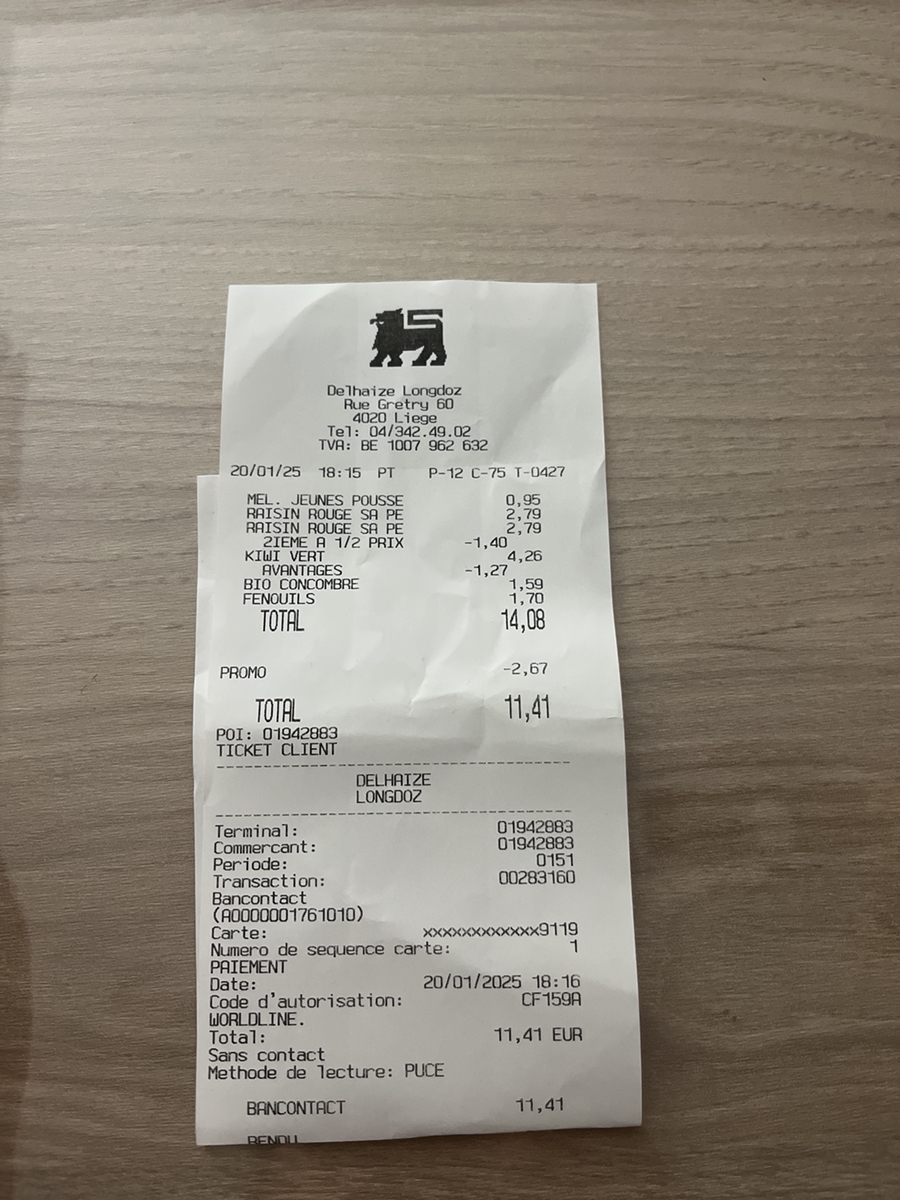 Delhaize Longdoz
Rue Gretry 60
4020 Liege
Tel: 04/342.49.02
TVA: BE 1007 962 632
20/01/25 18:15 PT P-12 C-75 T-0427
MEL. JEUNES POUSSE 0,95
RAISIN ROUGE SA PE 2,79
RAISIN ROUGE SA PE 2,79
2IEME A 1/2 PRIX -1,40
KIWI VERT 4,26
AVANTAGES -1,27
BIO CONCOMBRE 1,59
FENOUILS 1,70
TOTAL 14,08
PROMO -2,67
TOTAL 11,41
POI: 01942883
TICKET CLIENT
DELHAIZE
LONGDOZ
Terminal: 01942883
Commercant: 01942883
Periode: 0151
Transaction: 00283160
Bancontact
(A0000001761010)
Carte: xxxxxxxxxxxxx9119
Numero de sequence carte: 1
PAIEMENT
Date: 20/01/2025 18:16
Code d'autorisation: CF159A
WORLDLINE.
Total: 11,41 EUR
Sans contact
Methode de lecture: PUCE
BANCONTACT 11,41
RENDU